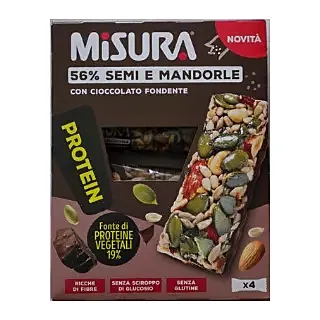 MiSURA
NOVITÀ
56% SEMI E MANDORLE
CON CIOCCOLATO FONDENTE
PROTEIN
Fonte di
PROTEINE
VEGETALI
19%
RICCHE
DI FIBRE
SENZA SCIROPPO
DI GLUCOSIO
SENZA
GLUTINE
x4